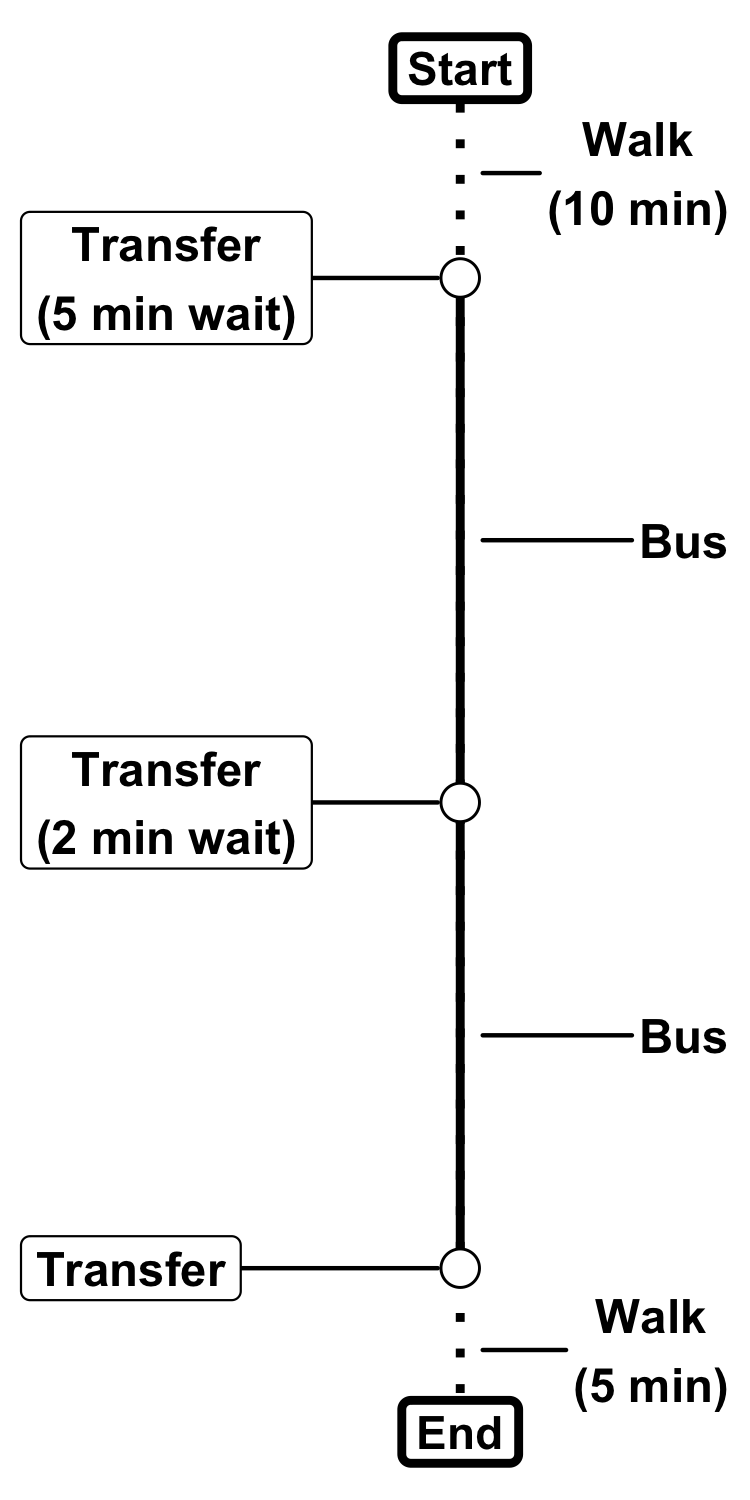 Start
Walk
(10 min)
Transfer
(5 min wait)
Bus
Transfer
(2 min wait)
Bus
Transfer
Walk
(5 min)
End